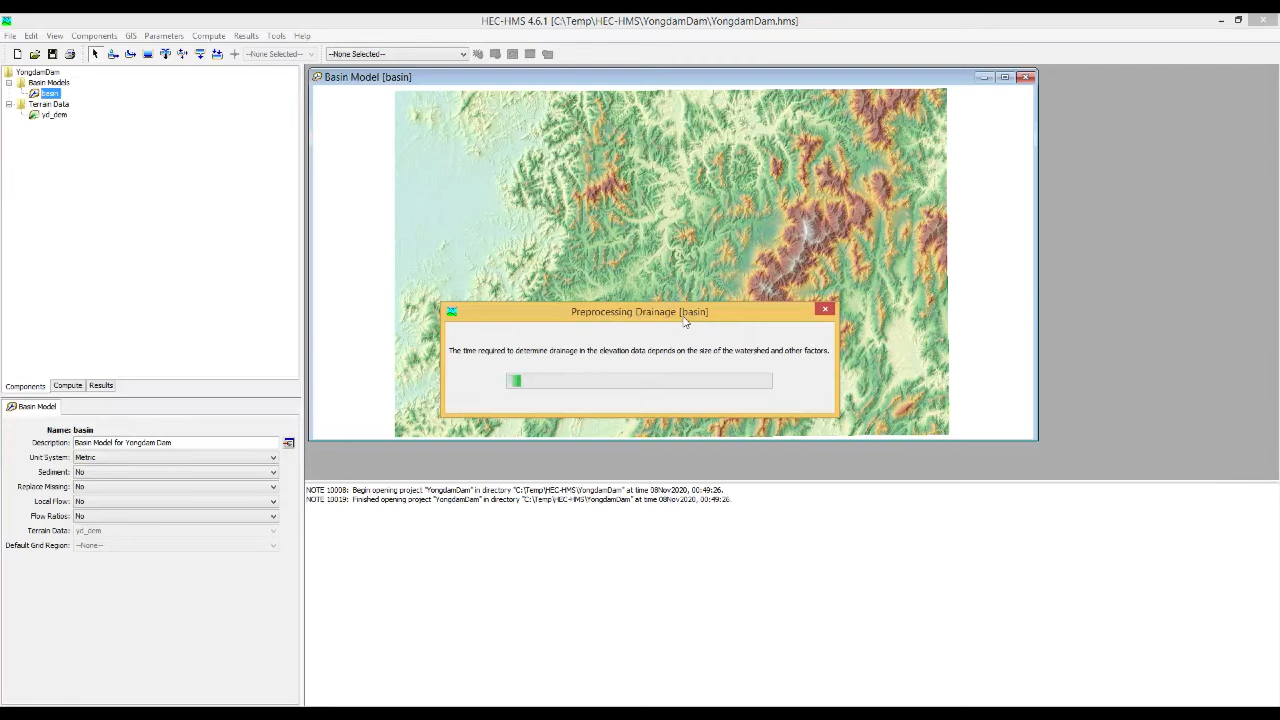 HEC-HMS 4.6.1 [C:\Temp\HEC-HMS\YongdamDam\YongdamDam.hms]
File Edit View Components GIS Parameters Compute Results Tools Help
--None Selected-- --None Selected--
YongdamDam
Basin Models
basin
Terrain Data
yd_dem
Basin Model [basin]
Preprocessing Drainage [basin]
The time required to determine drainage in the elevation data depends on the size of the watershed and other factors.
Components Compute Results
Basin Model
Name: basin
Description: Basin Model for Yongdam Dam
Unit System: Metric
Sediment: No
Replace Missing: No
Local Flow: No
Flow Ratios: No
Terrain Data: yd_dem
Default Grid Region: --None--
NOTE 10008: Begin opening project "YongdamDam" in directory "C:\Temp\HEC-HMS\YongdamDam" at time 08Nov2020, 00:49:26.
NOTE 10019: Finished opening project "YongdamDam" in directory "C:\Temp\HEC-HMS\YongdamDam" at time 08Nov2020, 00:49:26.